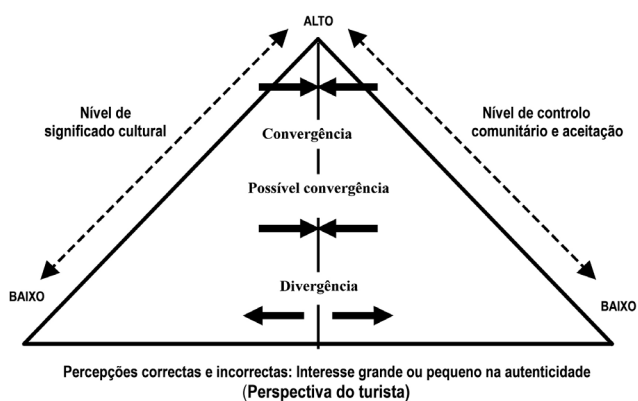 ALTO
Nível de
significado cultural
Nível de controlo
comunitário e aceitação
Convergência
Possível convergência
Divergência
BAIXO
BAIXO
Percepções correctas e incorrectas: Interesse grande ou pequeno na autenticidade
(Perspectiva do turista)